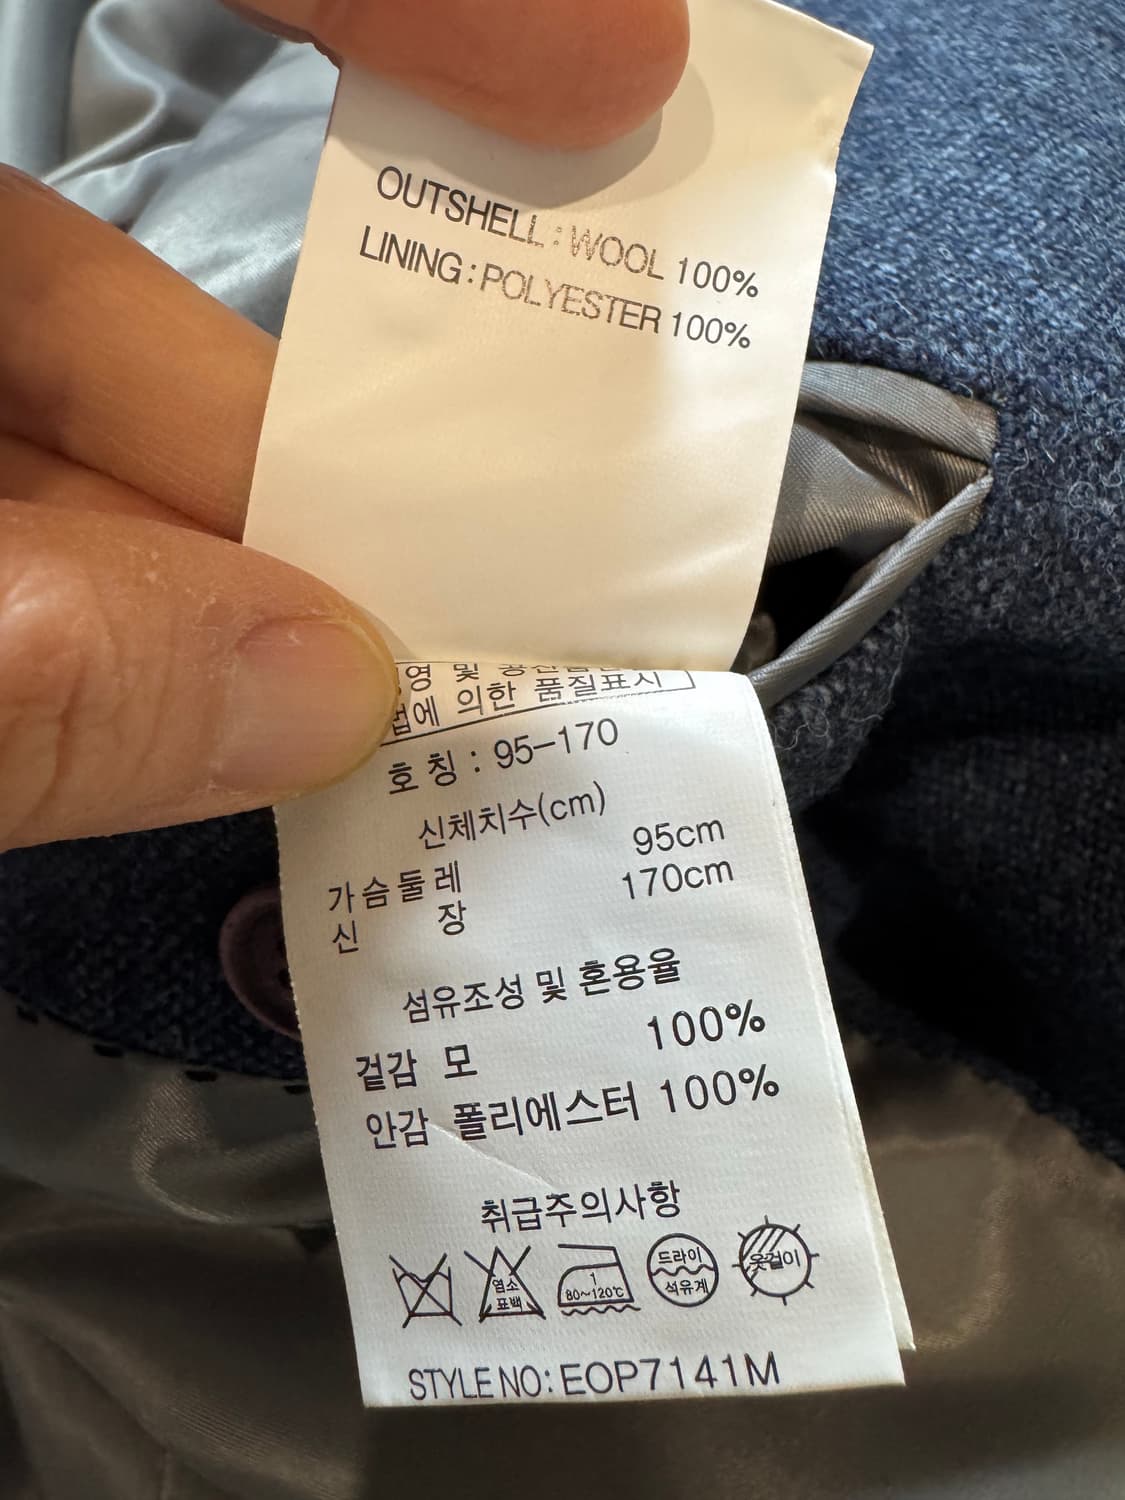 OUTSHELL : WOOL 100%
LINING : POLYESTER 100%
영 및
법에 의한 품질표시
호 칭 : 95-170
신체치수(cm)
가슴둘레 95cm
신 장 170cm
섬유조성 및 혼용율
겉감 모 100%
안감 폴리에스터 100%
취급주의사항
염소
표백
1
80~120℃
드라이
석유계
옷걸이
STYLE NO: EOP7141M